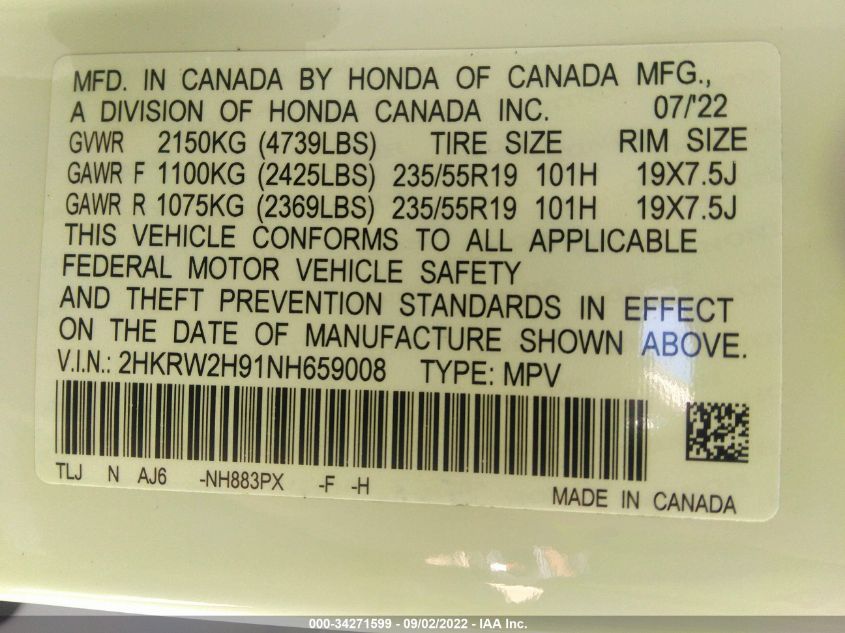 MFD. IN CANADA BY HONDA OF CANADA MFG.,
A DIVISION OF HONDA CANADA INC. 07/'22
GVWR 2150KG (4739LBS) TIRE SIZE RIM SIZE
GAWR F 1100KG (2425LBS) 235/55R19 101H 19X7.5J
GAWR R 1075KG (2369LBS) 235/55R19 101H 19X7.5J
THIS VEHICLE CONFORMS TO ALL APPLICABLE
FEDERAL MOTOR VEHICLE SAFETY
AND THEFT PREVENTION STANDARDS IN EFFECT
ON THE DATE OF MANUFACTURE SHOWN ABOVE.
V.I.N.: 2HKRW2H91NH659008 TYPE: MPV
TLJ N AJ6 -NH883PX -F -H
MADE IN CANADA
000-34271599 - 09/02/2022 - IAA Inc.